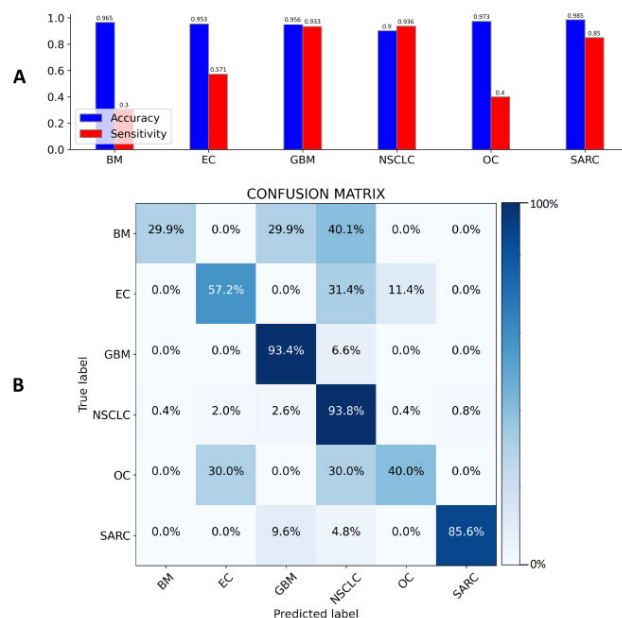 A
1.0
0.8
0.6
0.4
0.2
0.0
0.965
0.3
0.953
0.571
0.956
0.933
0.9
0.936
0.973
0.4
0.985
0.85
Accuracy
Sensitivity
BM EC GBM NSCLC OC SARC
B
CONFUSION MATRIX
100%
BM 29.9% 0.0% 29.9% 40.1% 0.0% 0.0%
EC 0.0% 57.2% 0.0% 31.4% 11.4% 0.0%
GBM 0.0% 0.0% 93.4% 6.6% 0.0% 0.0%
True label
NSCLC 0.4% 2.0% 2.6% 93.8% 0.4% 0.8%
OC 0.0% 30.0% 0.0% 30.0% 40.0% 0.0%
SARC 0.0% 0.0% 9.6% 4.8% 0.0% 85.6%
0%
BM EC GBM NSCLC OC SARC
Predicted label